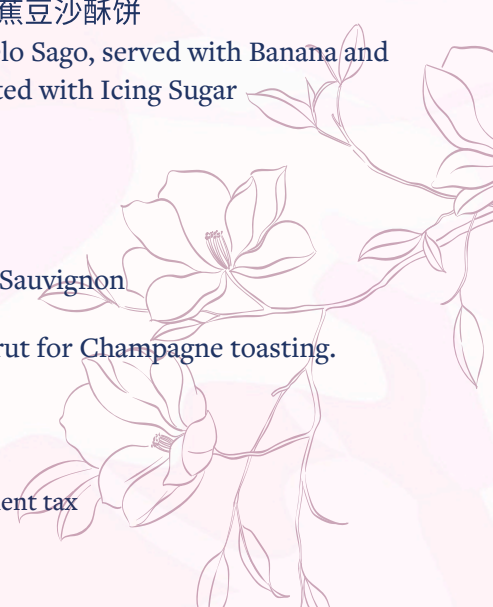 蕉豆沙酥饼
lo Sago, served with Banana and
ted with Icing Sugar
Sauvignon
rut for Champagne toasting.
ent tax